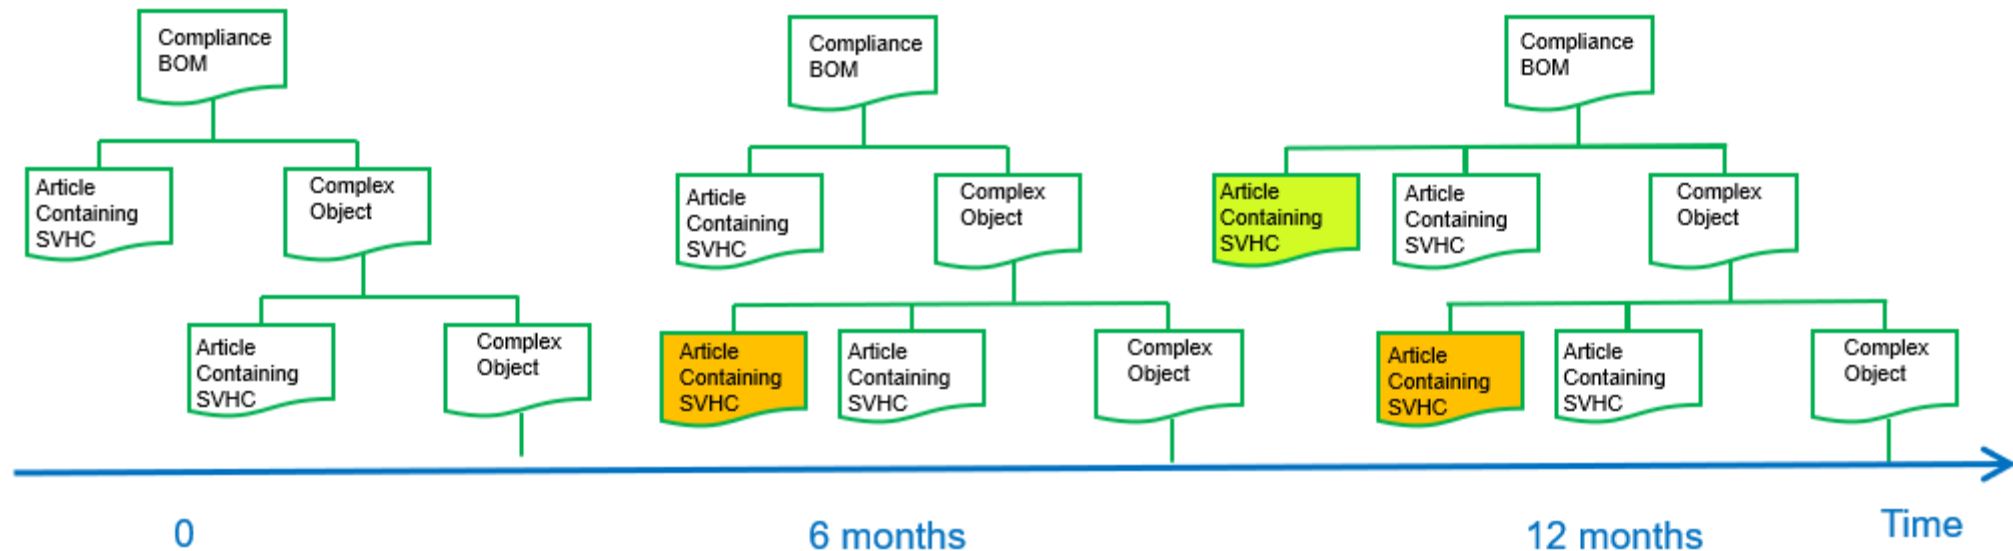 Compliance
BOM
Article
Containing
SVHC
Complex
Object
Article
Containing
SVHC
Complex
Object
Compliance
BOM
Article
Containing
SVHC
Complex
Object
Article
Containing
SVHC
Article
Containing
SVHC
Complex
Object
Compliance
BOM
Article
Containing
SVHC
Article
Containing
SVHC
Complex
Object
Article
Containing
SVHC
Article
Containing
SVHC
Complex
Object
0
6 months
12 months
Time